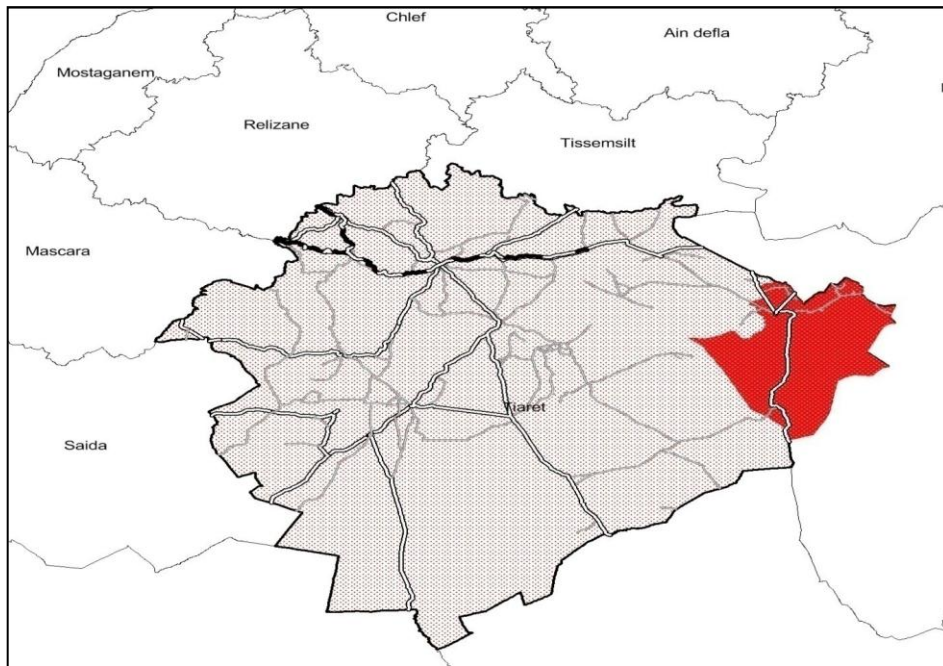 Chlef
Ain defla
Mostaganem
Relizane
Tissemsilt
Mascara
Tiaret
Saida